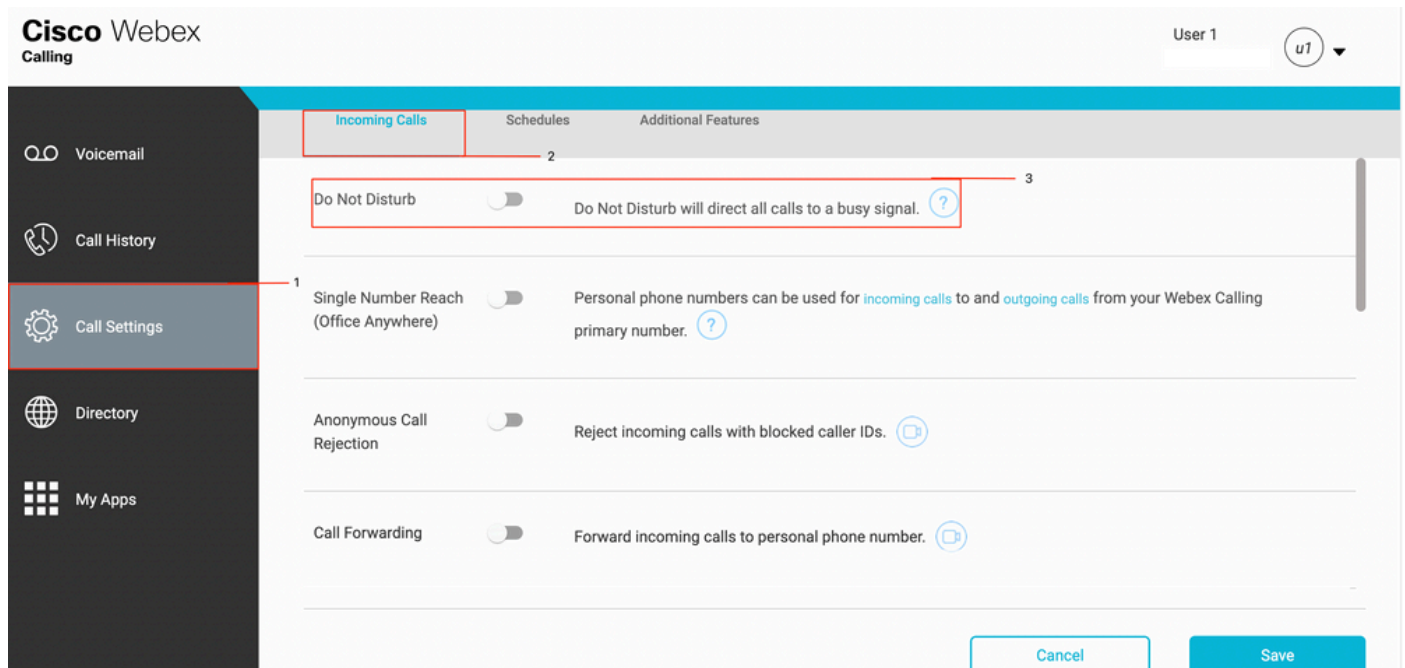 Cisco Webex
Calling
User 1
u1
Incoming Calls
Schedules
Additional Features
2
Voicemail
Call History
1
Call Settings
Directory
My Apps
3
Do Not Disturb
Do Not Disturb will direct all calls to a busy signal. ?
Single Number Reach
(Office Anywhere)
Personal phone numbers can be used for incoming calls to and outgoing calls from your Webex Calling
primary number. ?
Anonymous Call
Rejection
Reject incoming calls with blocked caller IDs.
Call Forwarding
Forward incoming calls to personal phone number.
Cancel
Save